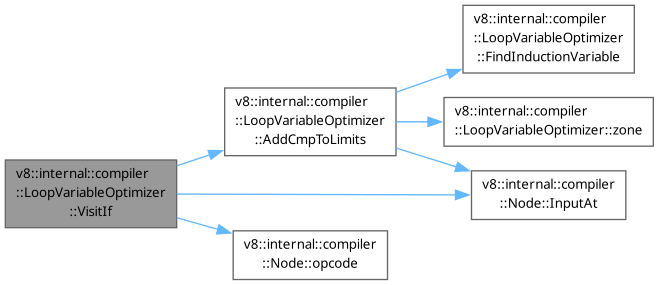 v8::internal::compiler
::LoopVariableOptimizer
::FindInductionVariable
v8::internal::compiler
::LoopVariableOptimizer
::AddCmpToLimits
v8::internal::compiler
::LoopVariableOptimizer::zone
v8::internal::compiler
::LoopVariableOptimizer
::VisitIf
v8::internal::compiler
::Node::InputAt
v8::internal::compiler
::Node::opcode